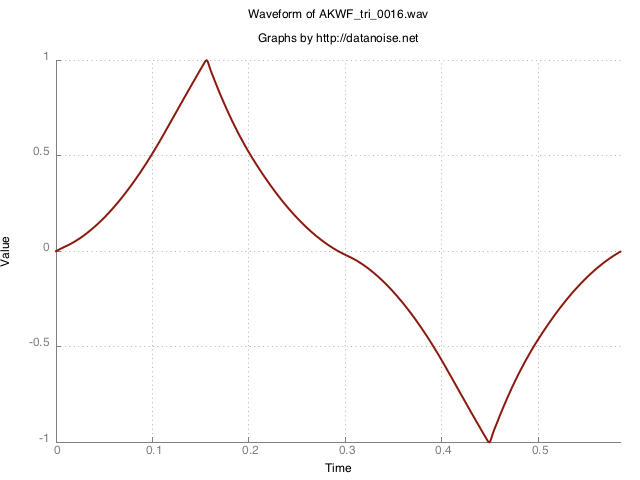 Waveform of AKWF_tri_0016.wav
Graphs by http://datanoise.net
1
0.5
0
-0.5
-1
Value
0 0.1 0.2 0.3 0.4 0.5
Time